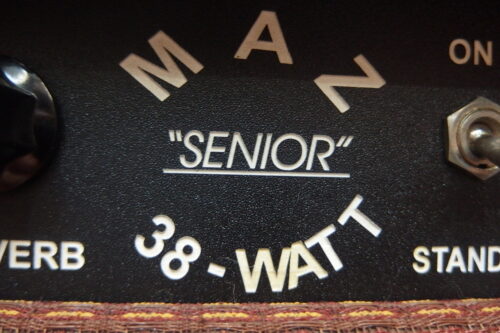 MAZ
ON
"SENIOR"
38-WATT
VERB
STAND